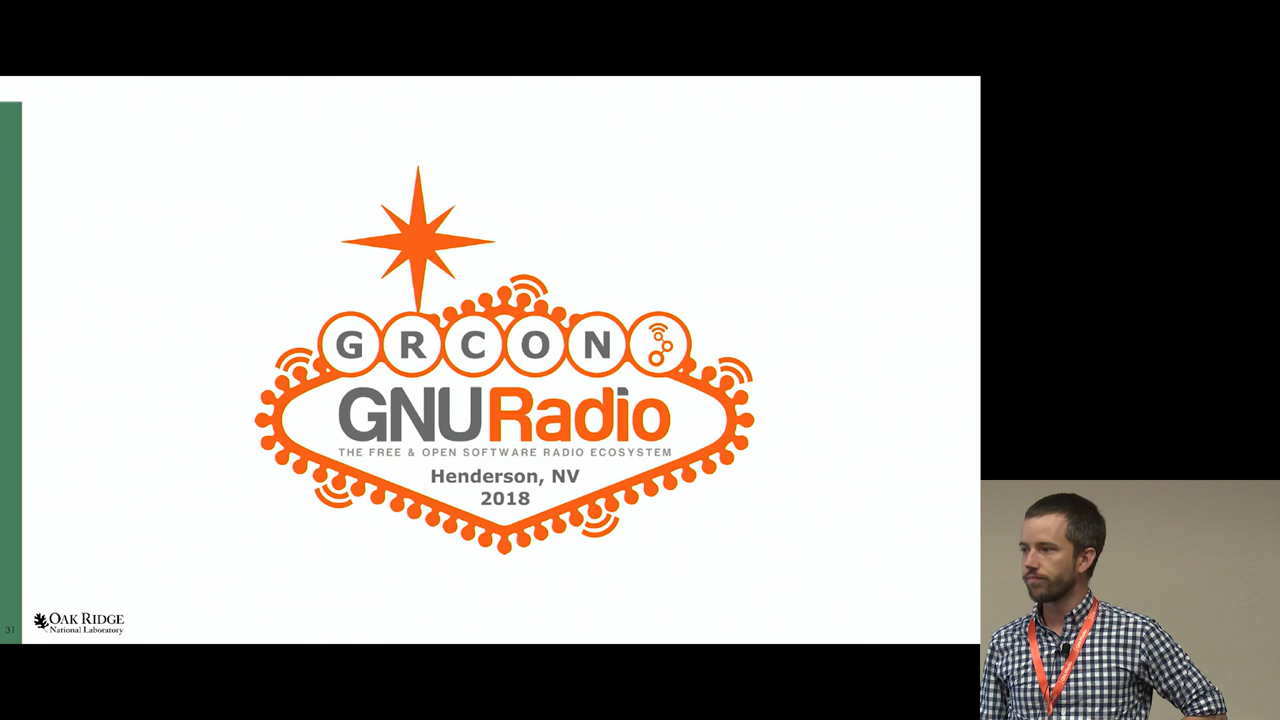 G R C O N
GNURadio
THE FREE & OPEN SOFTWARE RADIO ECOSYSTEM
Henderson, NV
2018
31
OAK RIDGE
National Laboratory